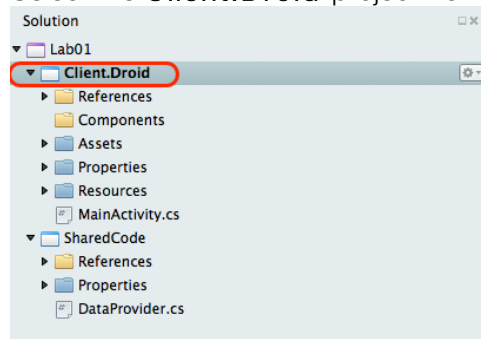 Solution
Lab01
Client.Droid
References
Components
Assets
Properties
Resources
MainActivity.cs
SharedCode
References
Properties
DataProvider.cs